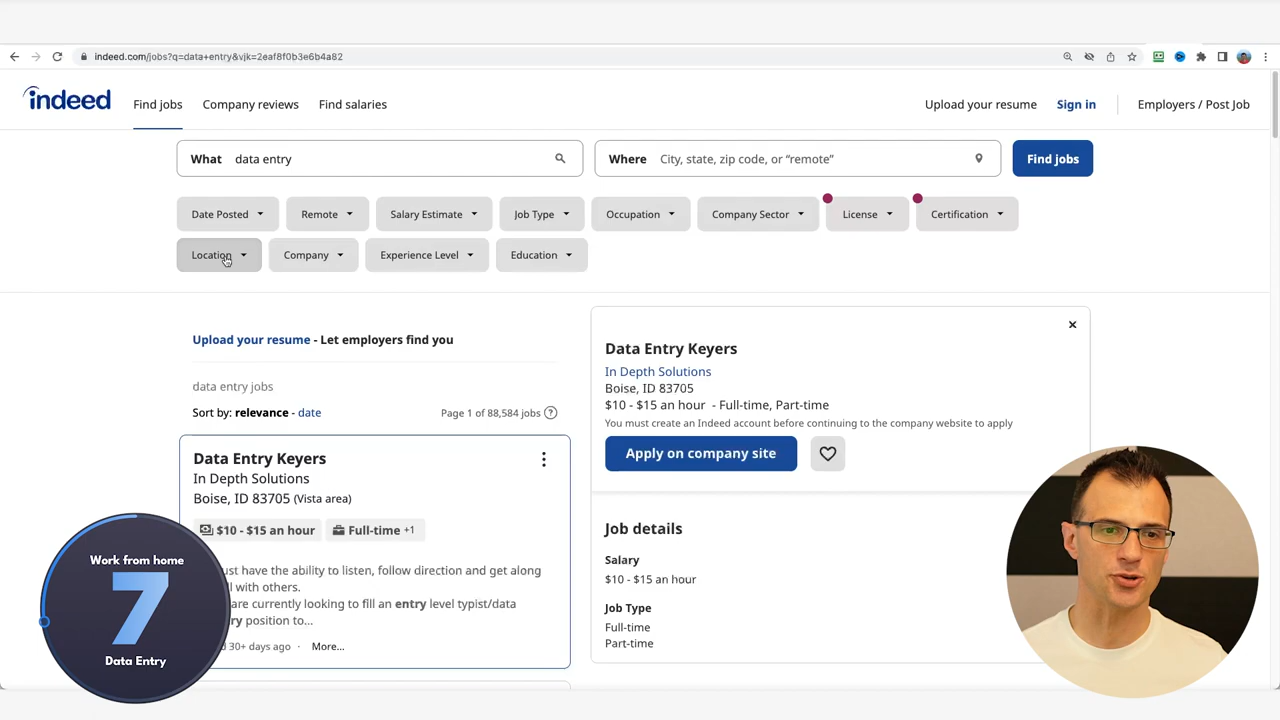 indeed.com/jobs?q=data+entry&vjk=2eaf8f0b3e6b4a82
indeed
Find jobs
Company reviews
Find salaries
Upload your resume
Sign in
Employers / Post Job
What data entry
Where City, state, zip code, or “remote”
Find jobs
Date Posted
Remote
Salary Estimate
Job Type
Occupation
Company Sector
License
Certification
Location
Company
Experience Level
Education
Upload your resume - Let employers find you
data entry jobs
Sort by: relevance - date
Page 1 of 88,584 jobs
Data Entry Keyers
In Depth Solutions
Boise, ID 83705 (Vista area)
$10 - $15 an hour
Full-time +1
ust have the ability to listen, follow direction and get along
ll with others.
are currently looking to fill an entry level typist/data
ry position to...
30+ days ago · More...
Data Entry Keyers
In Depth Solutions
Boise, ID 83705
$10 - $15 an hour - Full-time, Part-time
You must create an Indeed account before continuing to the company website to apply
Apply on company site
Job details
Salary
$10 - $15 an hour
Job Type
Full-time
Part-time
Work from home
7
Data Entry